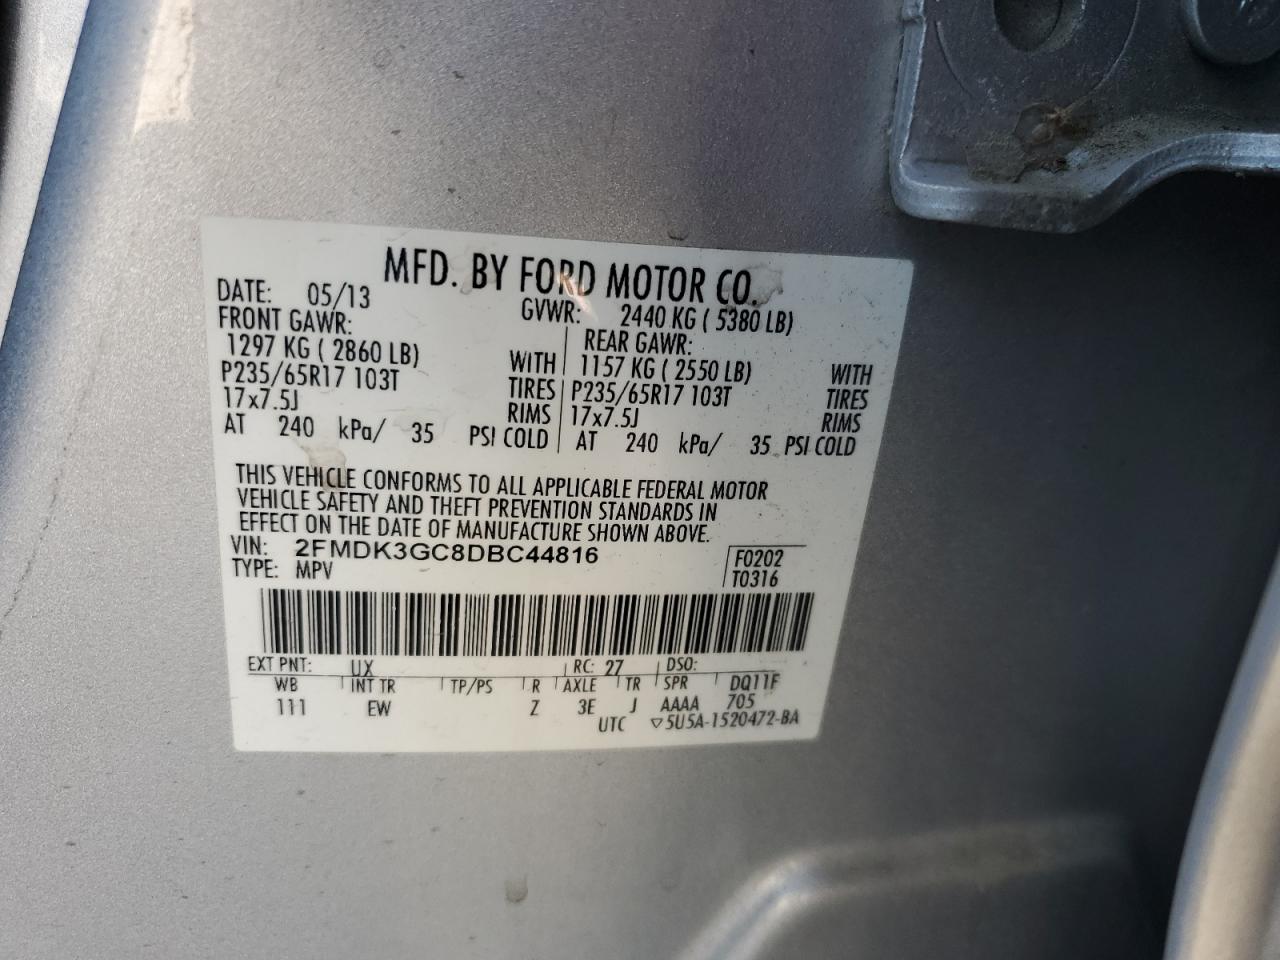 MFD. BY FORD MOTOR CO.
DATE: 05/13 GVWR: 2440 KG ( 5380 LB)
FRONT GAWR: REAR GAWR:
1297 KG ( 2860 LB) WITH 1157 KG ( 2550 LB) WITH
P235/65R17 103T TIRES P235/65R17 103T TIRES
17x7.5J RIMS 17x7.5J RIMS
AT 240 kPa/ 35 PSI COLD AT 240 kPa/ 35 PSI COLD
THIS VEHICLE CONFORMS TO ALL APPLICABLE FEDERAL MOTOR
VEHICLE SAFETY AND THEFT PREVENTION STANDARDS IN
EFFECT ON THE DATE OF MANUFACTURE SHOWN ABOVE.
VIN: 2FMDK3GC8DBC44816 F0202
TYPE: MPV T0316
EXT PNT: UX RC: 27 DSO:
WB INT TR TP/PS R AXLE TR SPR DQ11F
111 EW Z 3E J AAAA 705
UTC ▽5U5A-1520472-BA